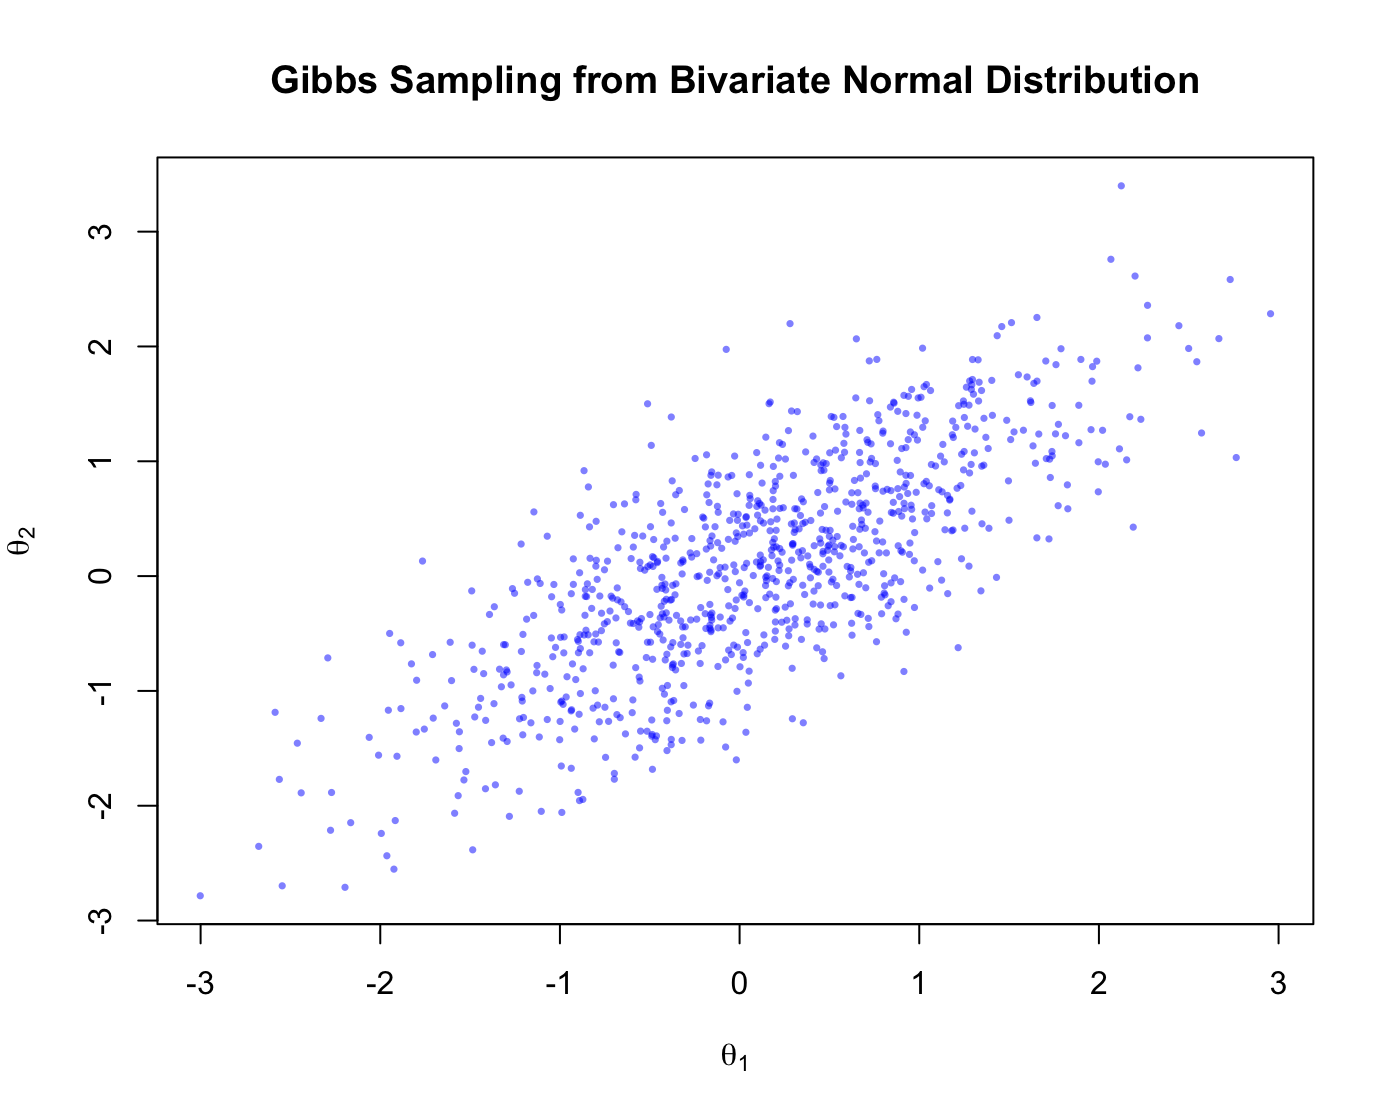 Gibbs Sampling from Bivariate Normal Distribution
3
2
1
0
-1
-2
-3
θ2
-3 -2 -1 0 1 2 3
θ1